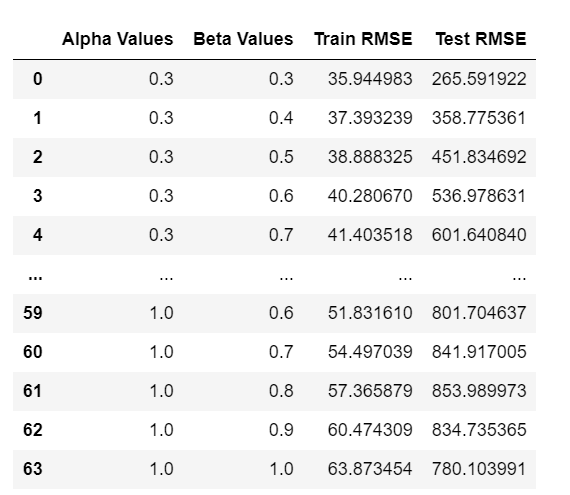 Alpha Values Beta Values Train RMSE Test RMSE
0 0.3 0.3 35.944983 265.591922
1 0.3 0.4 37.393239 358.775361
2 0.3 0.5 38.888325 451.834692
3 0.3 0.6 40.280670 536.978631
4 0.3 0.7 41.403518 601.640840
... ... ... ... ...
59 1.0 0.6 51.831610 801.704637
60 1.0 0.7 54.497039 841.917005
61 1.0 0.8 57.365879 853.989973
62 1.0 0.9 60.474309 834.735365
63 1.0 1.0 63.873454 780.103991